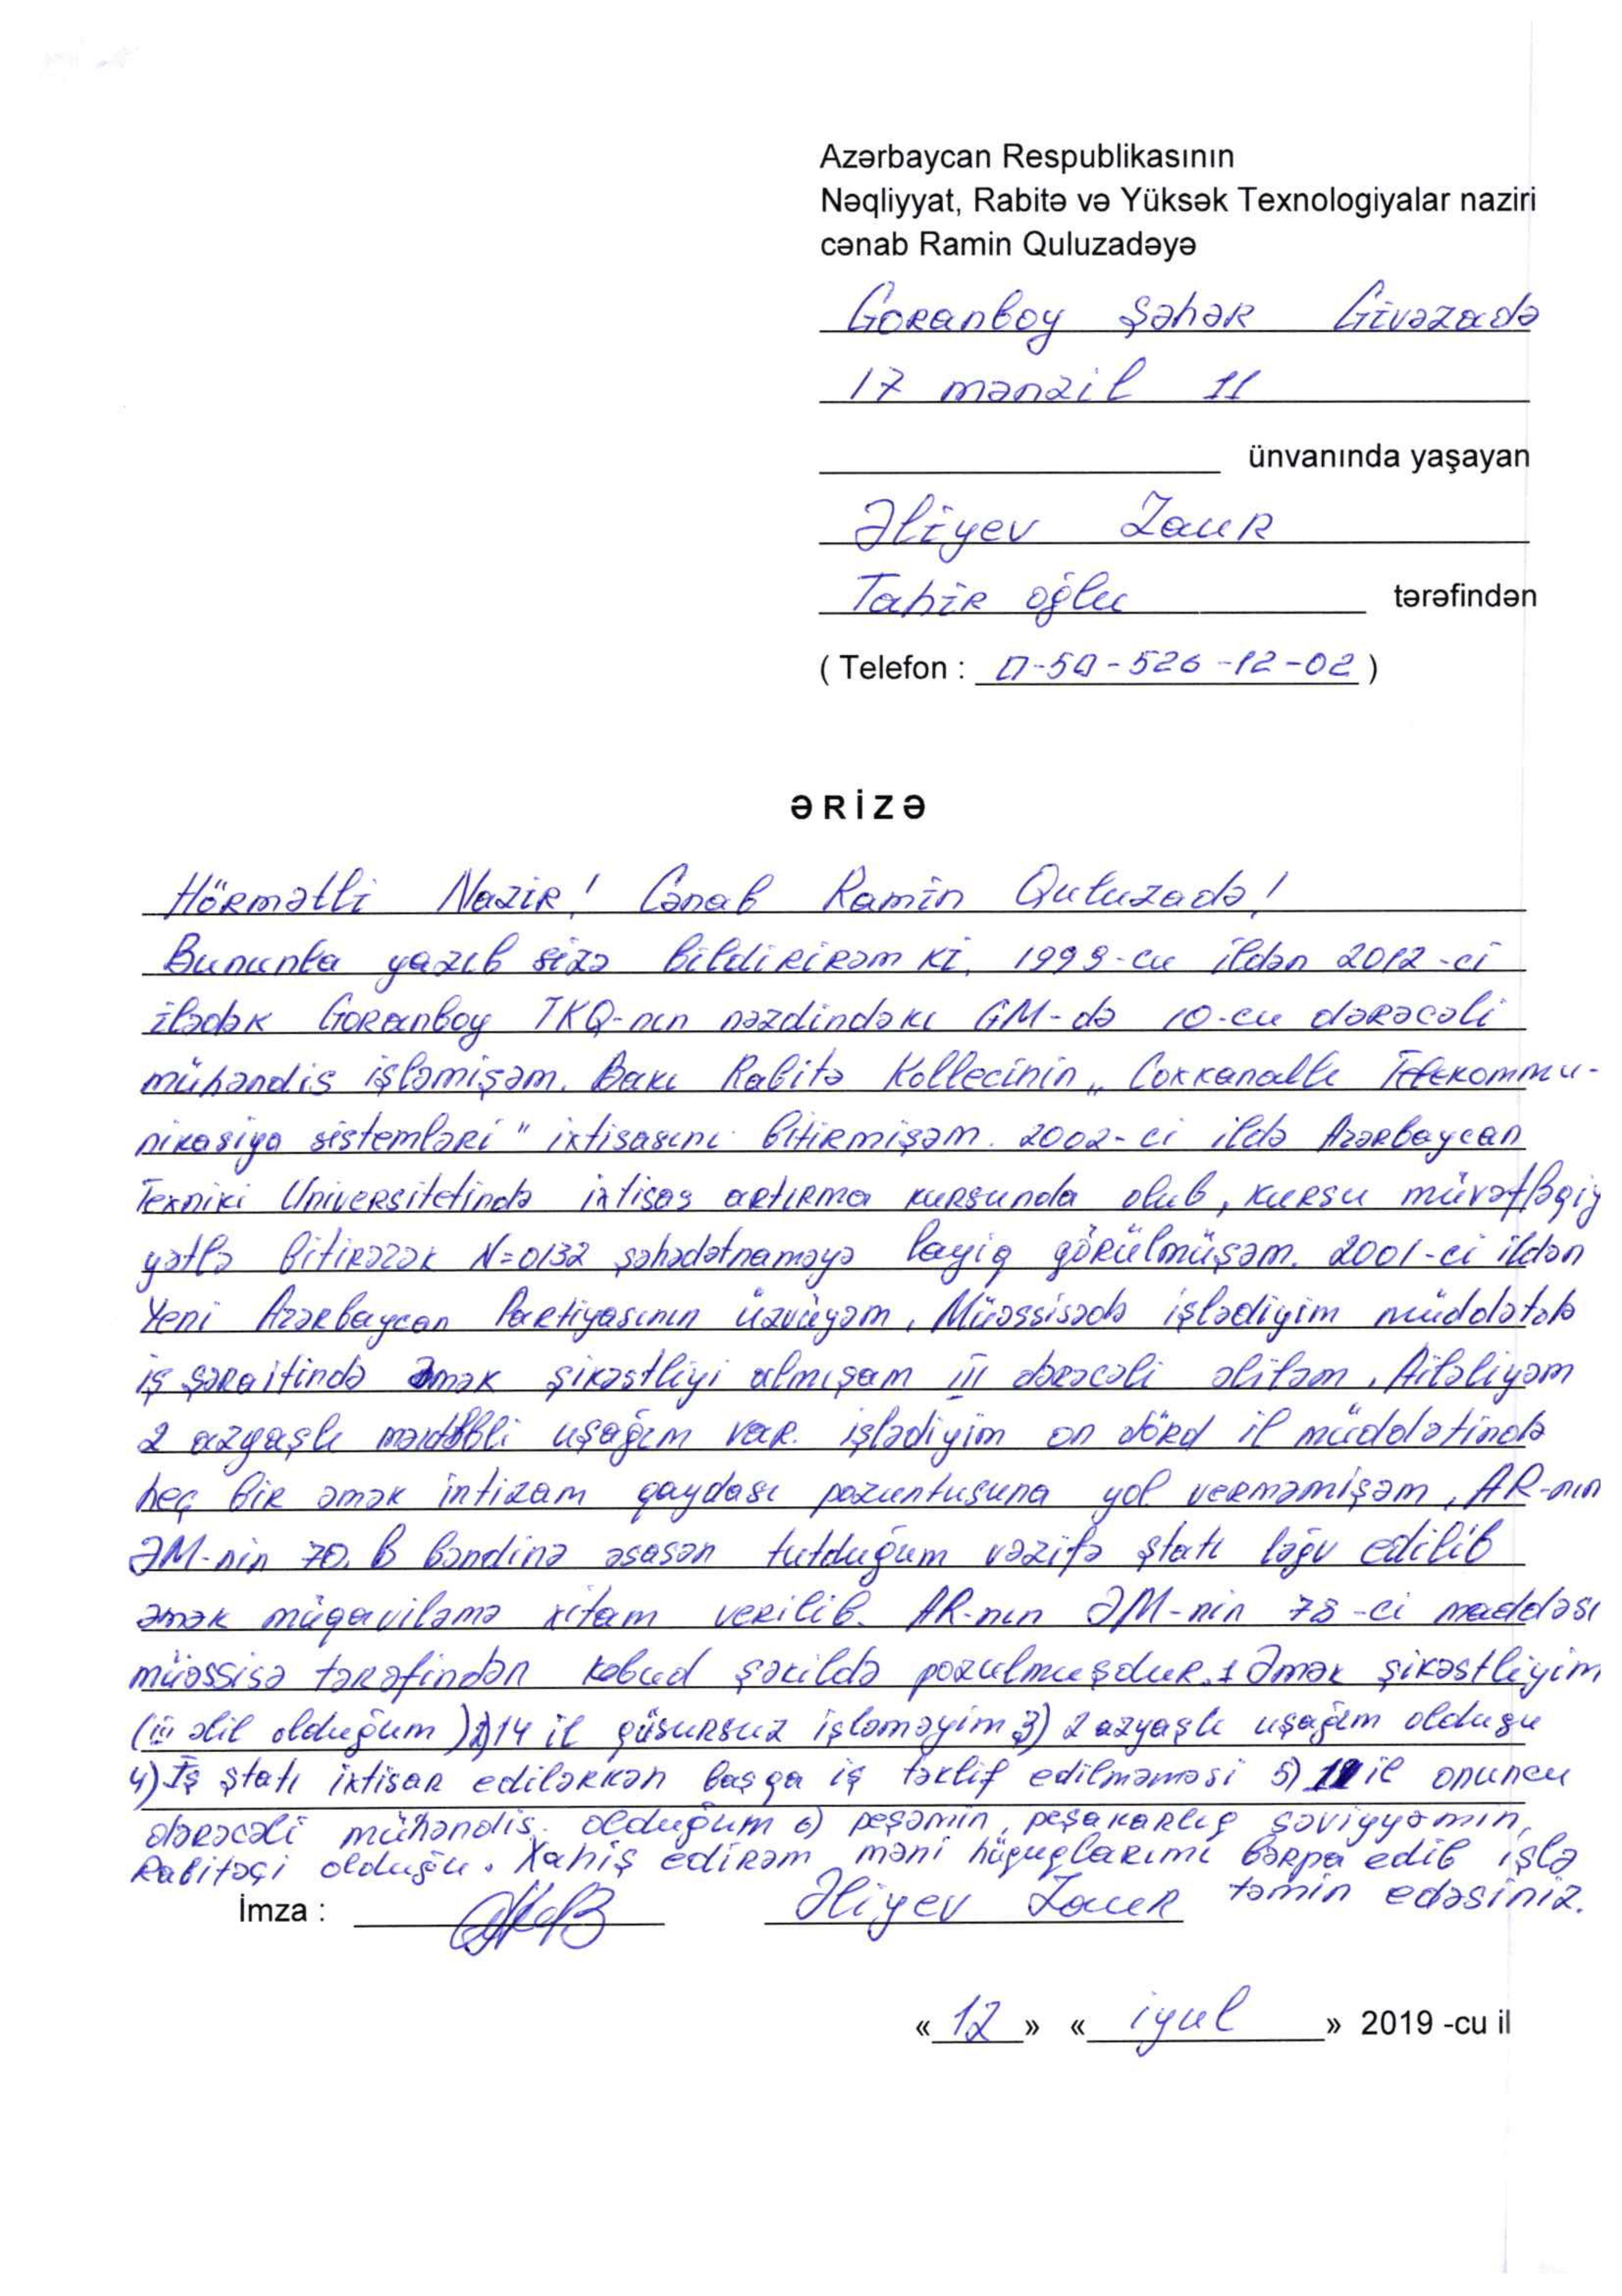 Azərbaycan Respublikasının
Nəqliyyat, Rabitə və Yüksək Texnologiyalar naziri
cənab Ramin Quluzadəyə
Goranboy şəhər Givəzadə
17 mənzil 11
ünvanında yaşayan
Əliyev Zaur
Tahir oğlu tərəfindən
( Telefon : 0-50-526-12-02 )
ƏRİZƏ
Hörmətli Nazir! Cənab Ramin Quluzadə!
Bununla yazıb sizə bildirirəm ki, 1999-cu ildən 2012-ci
ilədək Goranboy TKQ-nın nəzdindəki GM-də 10-cu dərəcəli
mühəndis işləmişəm. Bakı Rabitə Kollecinin „Coxkanallı Telekommu-
nikasiya sistemləri" ixtisasını bitirmişəm. 2002-ci ildə Azərbaycan
Texniki Universitetində ixtisas artırma kursunda olub, kursu müvəffəqiy
yətlə bitirərək N=0132 şəhadətnaməyə layiq görülmüşəm. 2001-ci ildən
Yeni Azərbaycan Partiyasının üzvüyəm, Müəssisədə işlədiyim müddətdə
iş şəraitində Əmək şikəstliyi almışam III dərəcəli əliləm. Ailəliyəm
2 azyaşlı məktəbli uşağım var. işlədiyim on dörd il müddətində
heç bir əmək intizam qaydası pozuntusuna yol verməmişəm, AR-nın
ƏM-nin 70. B bəndinə əsasən tutduğum vəzifə ştatı ləğv edilib
əmək müqaviləmə xitam verilib. AR-nın ƏM-nin 78-ci maddəsi
müəssisə tərəfindən kobud şəkildə pozulmuşdur. 1 Əmək şikəstliyim
(III əlil olduğum) 2) 14 il qüsursuz işləməyim 3) 2 azyaşlı uşağım olduğu
4) İş ştatı ixtisar edilərkən başqa iş təklif edilməməsi 5) il onuncu
dərəcəli mühəndis olduğum 6) peşəmin, peşakarlıq səviyyəmin,
Rabitəçi olduğu. Xahiş edirəm məni hüquqlarımı bərpa edib işlə
təmin edəsiniz.
İmza : Əliyev Zaur
« 12 » « iyul » 2019 -cu il